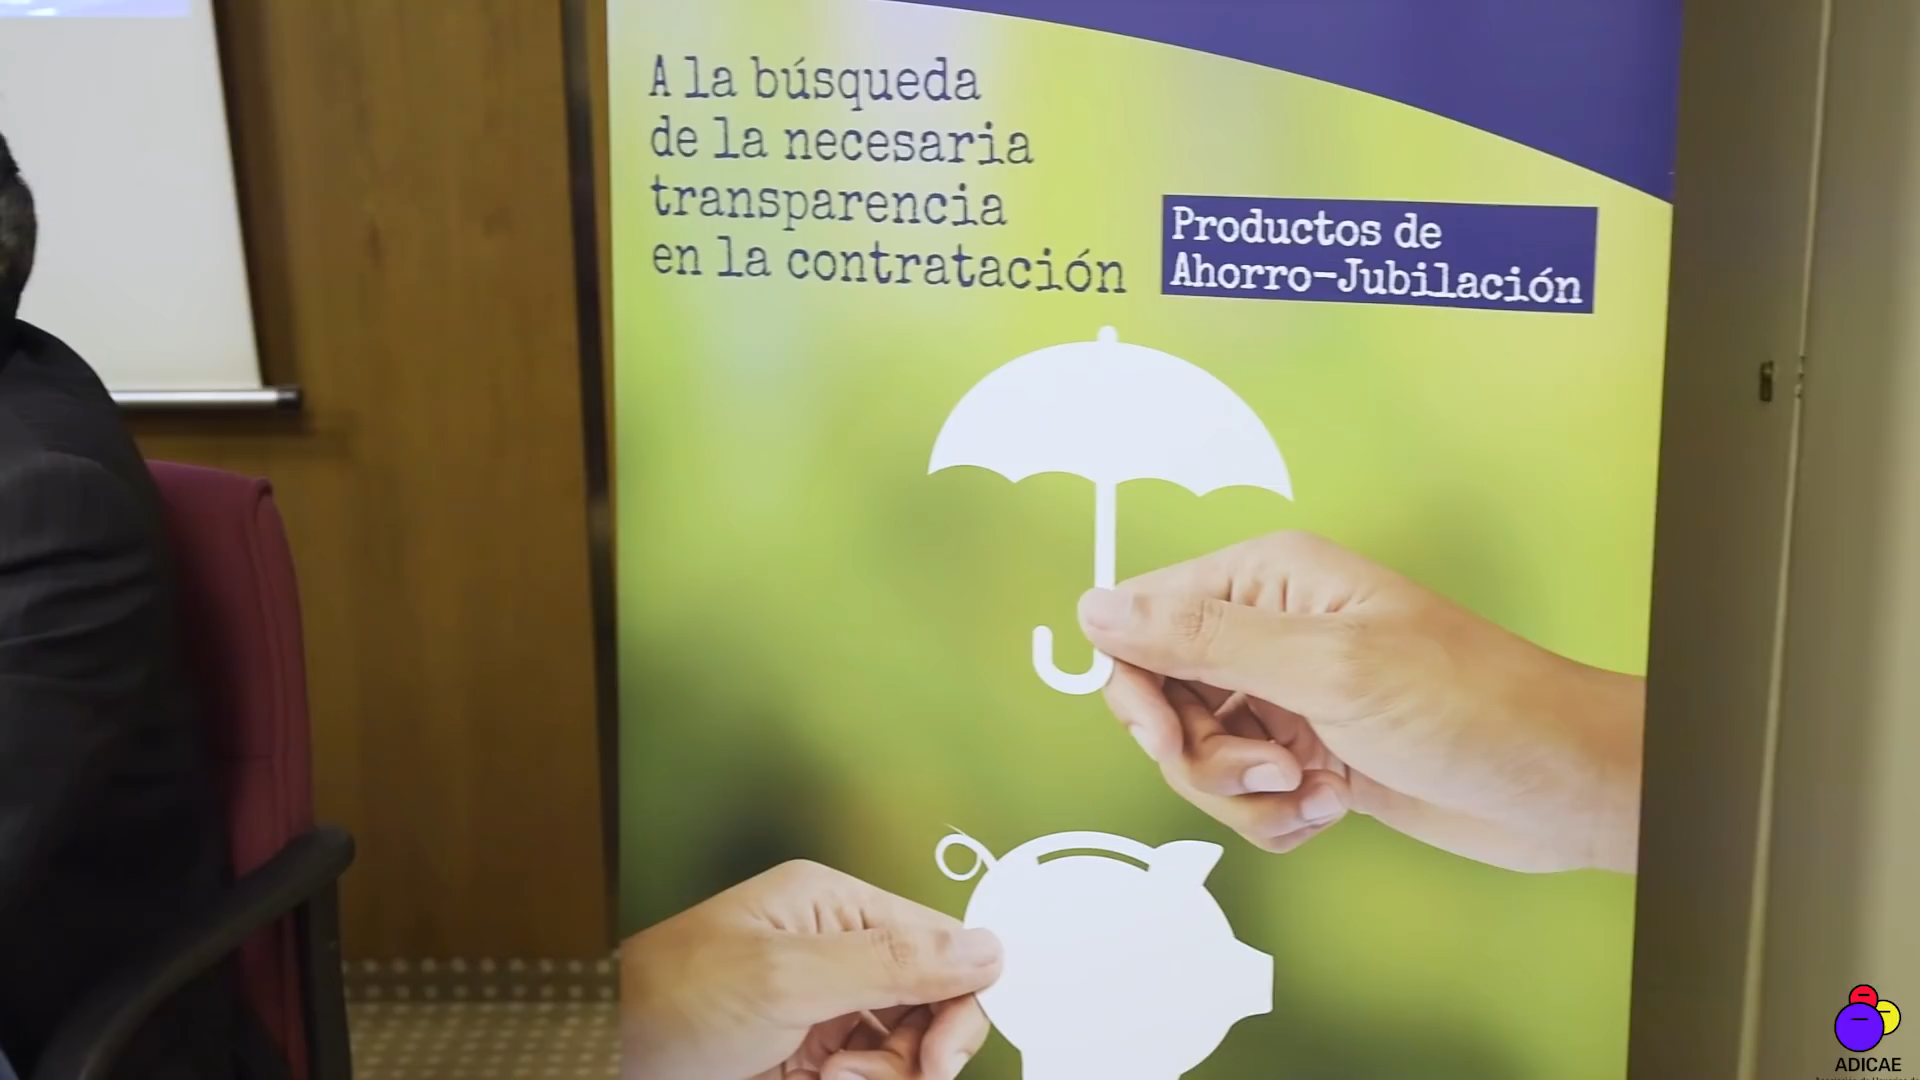 A la búsqueda
de la necesaria
transparencia
en la contratación
Productos de
Ahorro-Jubilación
ADICAE